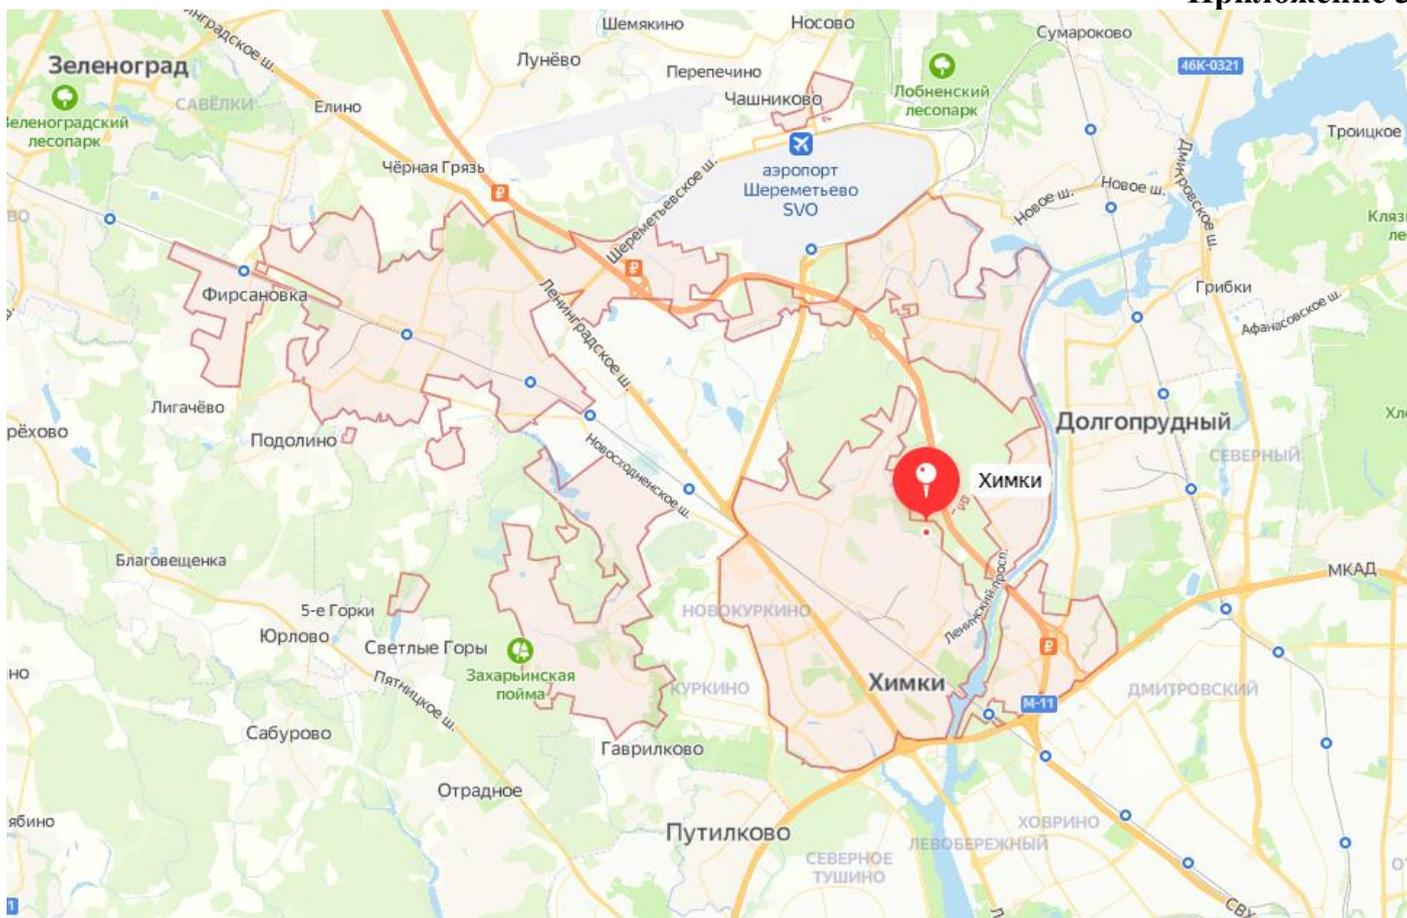 Приложение
Шемякино
Носово
Сумароково
Ленинградское ш.
Лунёво
Зеленоград
Перепечино
46К-0321
САВЁЛКИ
Елино
Чашниково
Лобненский
лесопарк
Зеленоградский
лесопарк
Троицкое
Чёрная Грязь
аэропорт
Шереметьево
SVO
Дмитровское ш.
Новое ш.
Новое ш.
Шереметьевское ш.
Фирсановка
Ленинградское ш.
Грибки
Афанасовское ш.
Лигачёво
Подолино
Долгопрудный
СЕВЕРНЫЙ
Новосходненское ш.
Химки
Благовещенка
МКАД
5-е Горки
НОВОКУРКИНО
Ленинский просп.
Юрлово
Светлые Горы
Захарьинская
пойма
КУРКИНО
Химки
ДМИТРОВСКИЙ
Пятницкое ш.
М-11
Сабурово
Гаврилково
Отрадное
Путилково
ХОВРИНО
ЛЕВОБЕРЕЖНЫЙ
СЕВЕРНОЕ
ТУШИНО